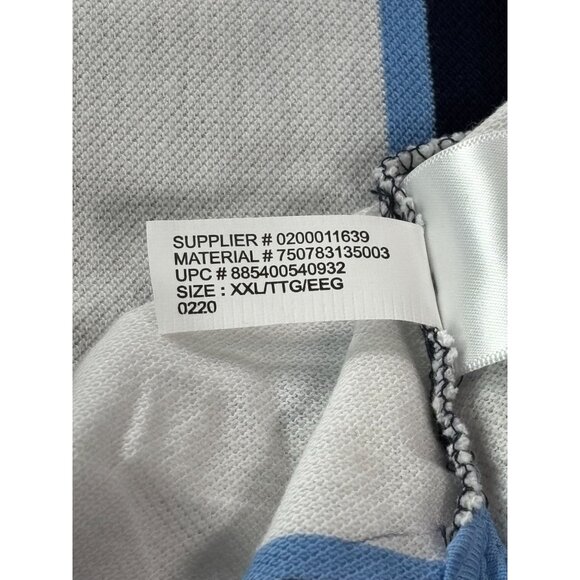 SUPPLIER # 0200011639
MATERIAL # 750783135003
UPC # 885400540932
SIZE : XXL/TTG/EEG
0220